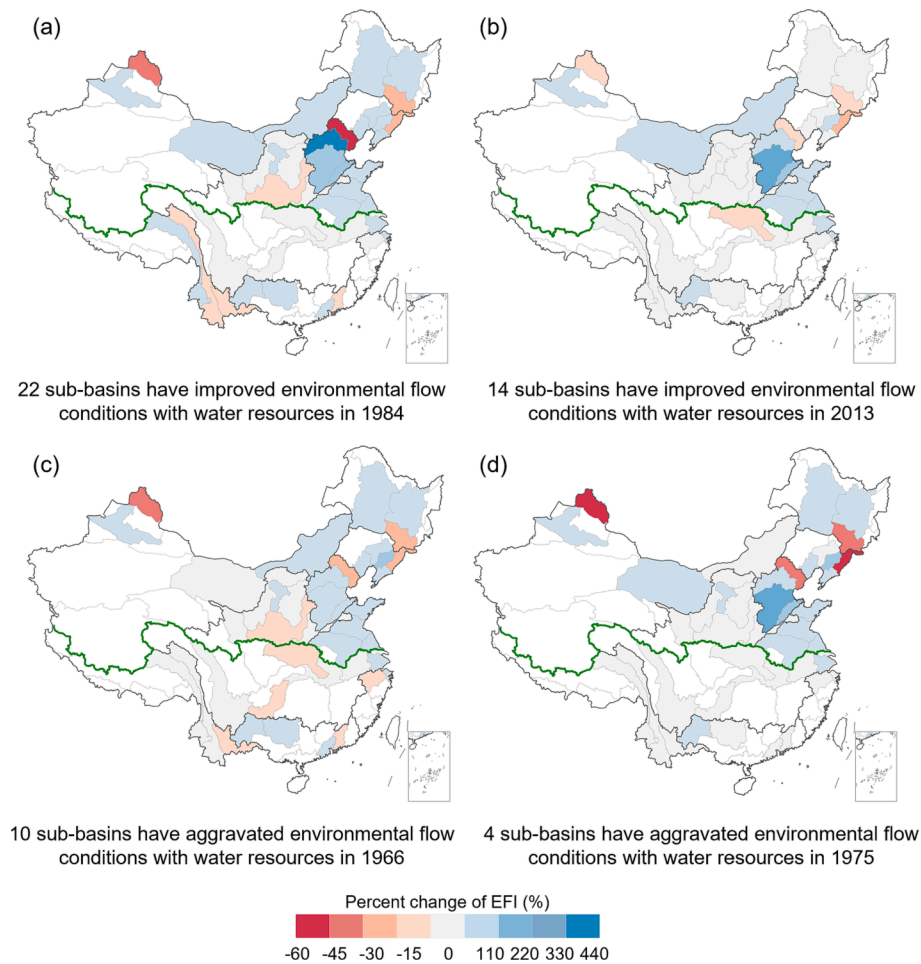 (a)
(b)
22 sub-basins have improved environmental flow
conditions with water resources in 1984
14 sub-basins have improved environmental flow
conditions with water resources in 2013
(c)
(d)
10 sub-basins have aggravated environmental flow
conditions with water resources in 1966
4 sub-basins have aggravated environmental flow
conditions with water resources in 1975
Percent change of EFI (%)
-60 -45 -30 -15 0 110 220 330 440